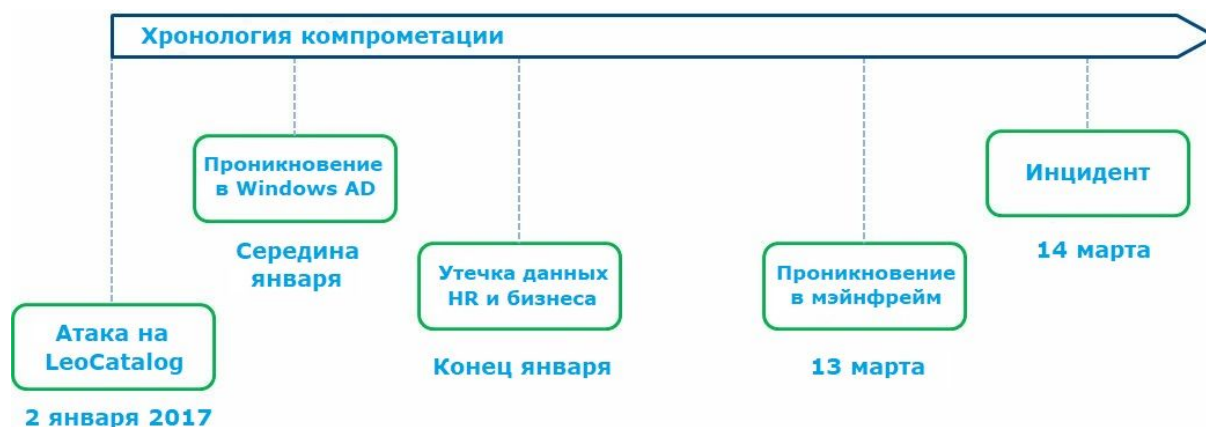 Хронология компрометации
Атака на
LeoCatalog
2 января 2017
Проникновение
в Windows AD
Середина
января
Утечка данных
HR и бизнеса
Конец января
Проникновение
в мэйнфрейм
13 марта
Инцидент
14 марта